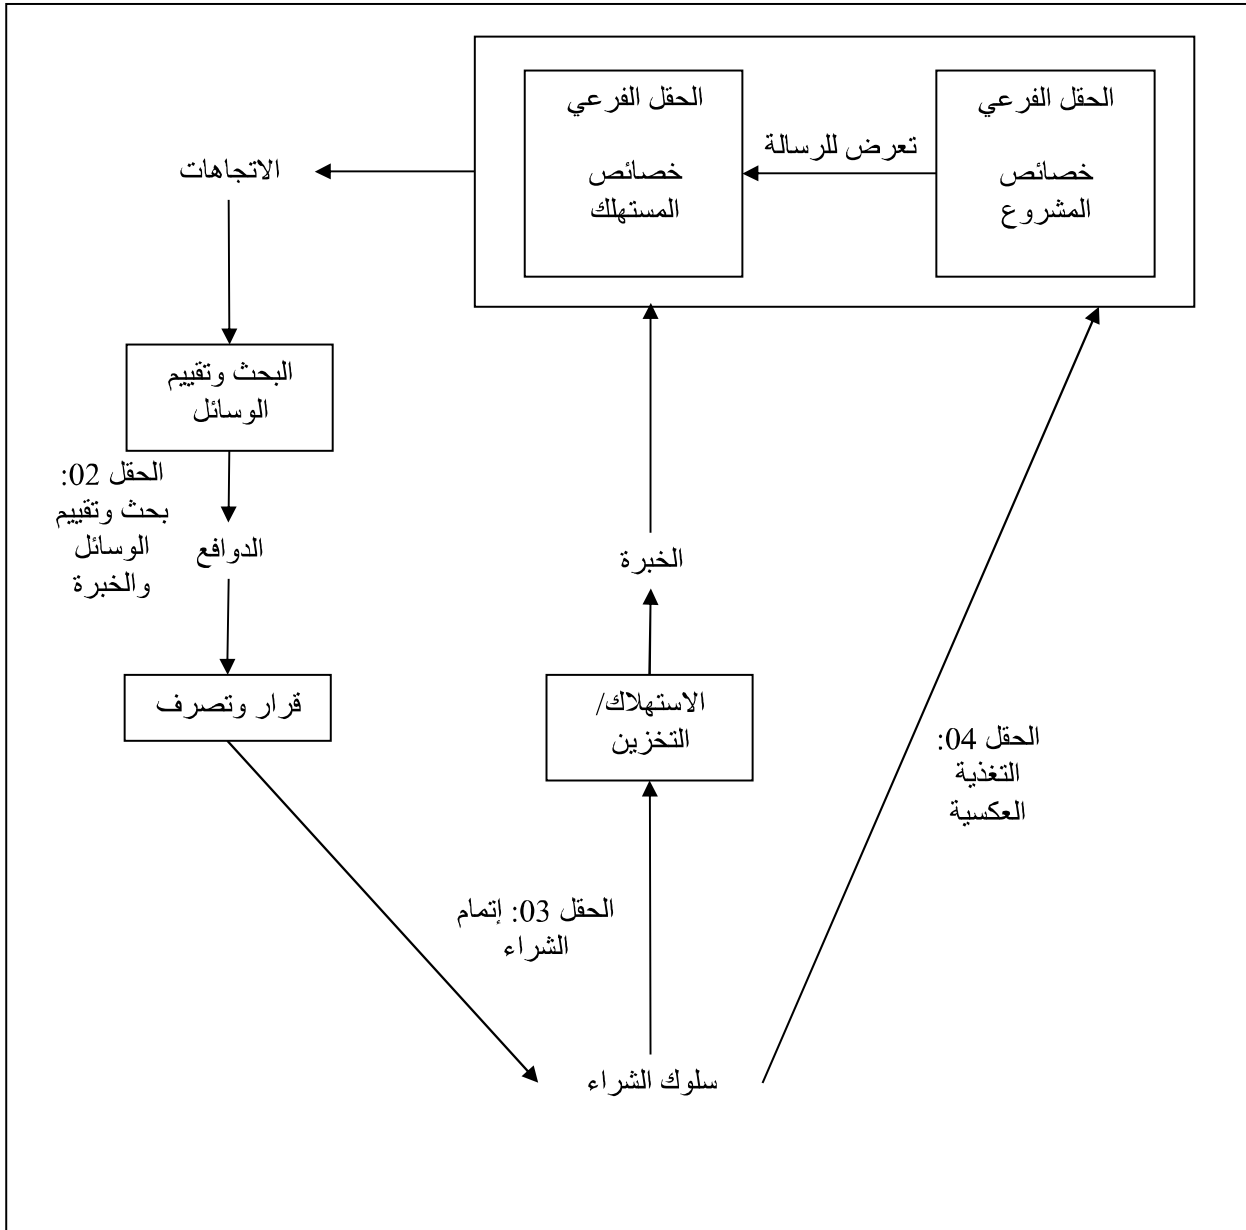 الحقل الفرعي
خصائص
المشروع
تعرض للرسالة
الحقل الفرعي
خصائص
المستهلك
الاتجاهات
البحث وتقييم
الوسائل
الحقل 02:
بحث وتقييم
الوسائل
والخبرة
الدوافع
قرار وتصرف
الخبرة
الاستهلاك/
التخزين
الحقل 04:
التغذية
العكسية
الحقل 03: إتمام
الشراء
سلوك الشراء